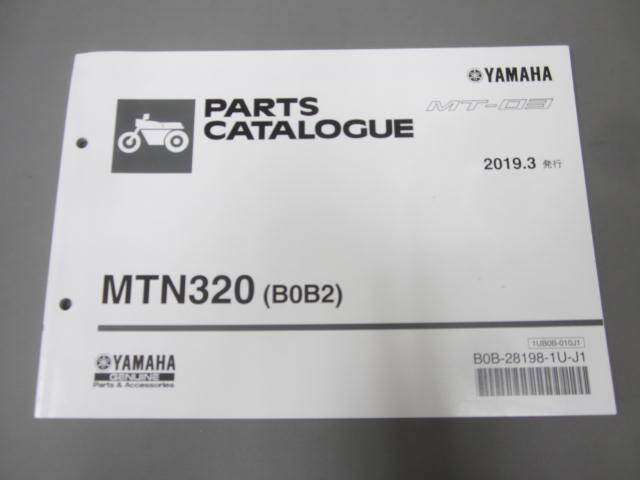 YAMAHA
MT-03
PARTS
CATALOGUE
2019.3 発行
MTN320 (B0B2)
YAMAHA
GENUINE
Parts & Accessories
1UB0B-010J1
B0B-28198-1U-J1